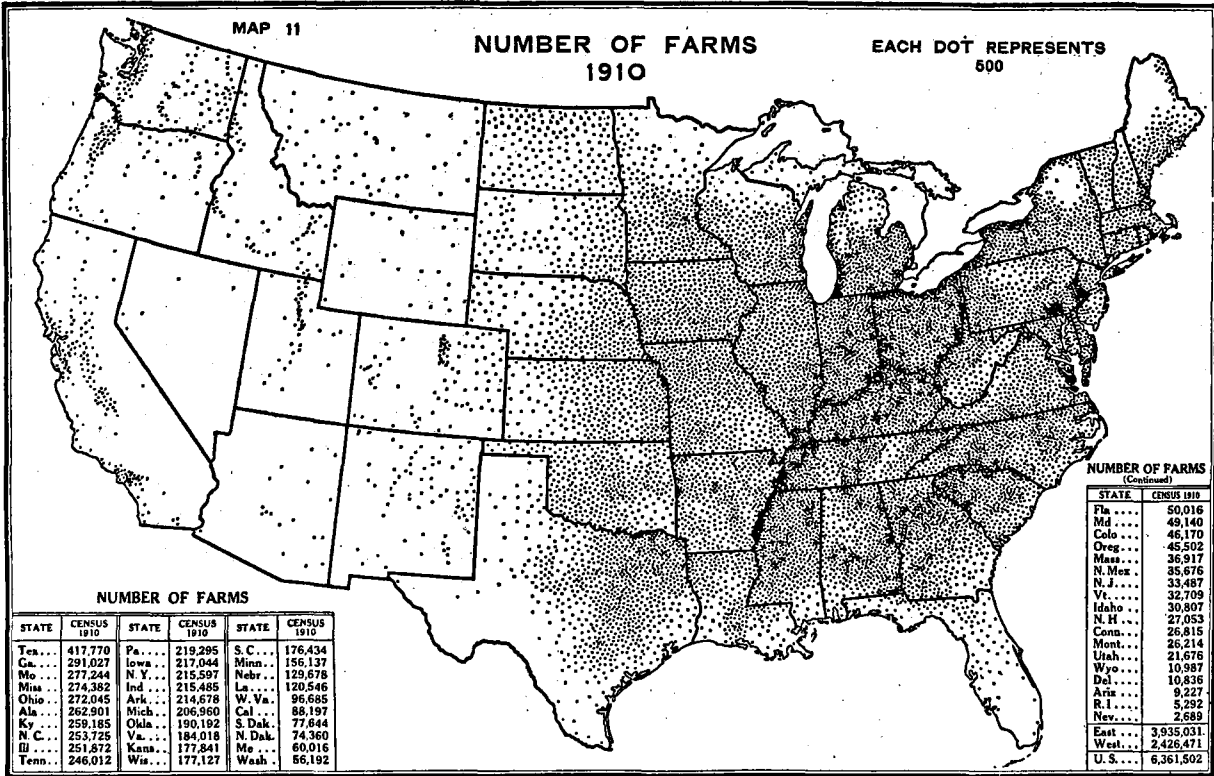 MAP 11
NUMBER OF FARMS
1910
EACH DOT REPRESENTS
500
NUMBER OF FARMS
STATE CENSUS 1910 STATE CENSUS 1910 STATE CENSUS 1910
Tex... 417,770 Pa..... 219,295 S. C... 176,434
Ga.... 291,027 Iowa.. 217,044 Minn.. 156,137
Mo ... 277,244 N. Y... 215,597 Nebr.. 129,678
Miss .. 274,382 Ind ... 215,485 La.... 120,546
Ohio .. 272,045 Ark... 214,678 W. Va. 96,685
Ala ... 262,901 Mich . 206,960 Cal ... 88,197
Ky .... 259,185 Okla.. 190,192 S. Dak. 77,644
N. C... 253,725 Va.... 184,018 N. Dak. 74,360
Ill .... 251,872 Kans.. 177,841 Me ... 60,016
Tenn.. 246,012 Wis... 177,127 Wash . 56,192
NUMBER OF FARMS
(Continued)
STATE CENSUS 1910
Fla .... 50,016
Md .... 49,140
Colo ... 46,170
Oreg... 45,502
Mass... 36,917
N. Mex . 35,676
N. J.... 33,487
Vt..... 32,709
Idaho .. 30,807
N. H ... 27,053
Conn... 26,815
Mont... 26,214
Utah... 21,676
Wyo ... 10,987
Del .... 10,836
Ariz ... 9,227
R. I .... 5,292
Nev.... 2,689
East ... 3,935,031
West... 2,426,471
U. S.... 6,361,502